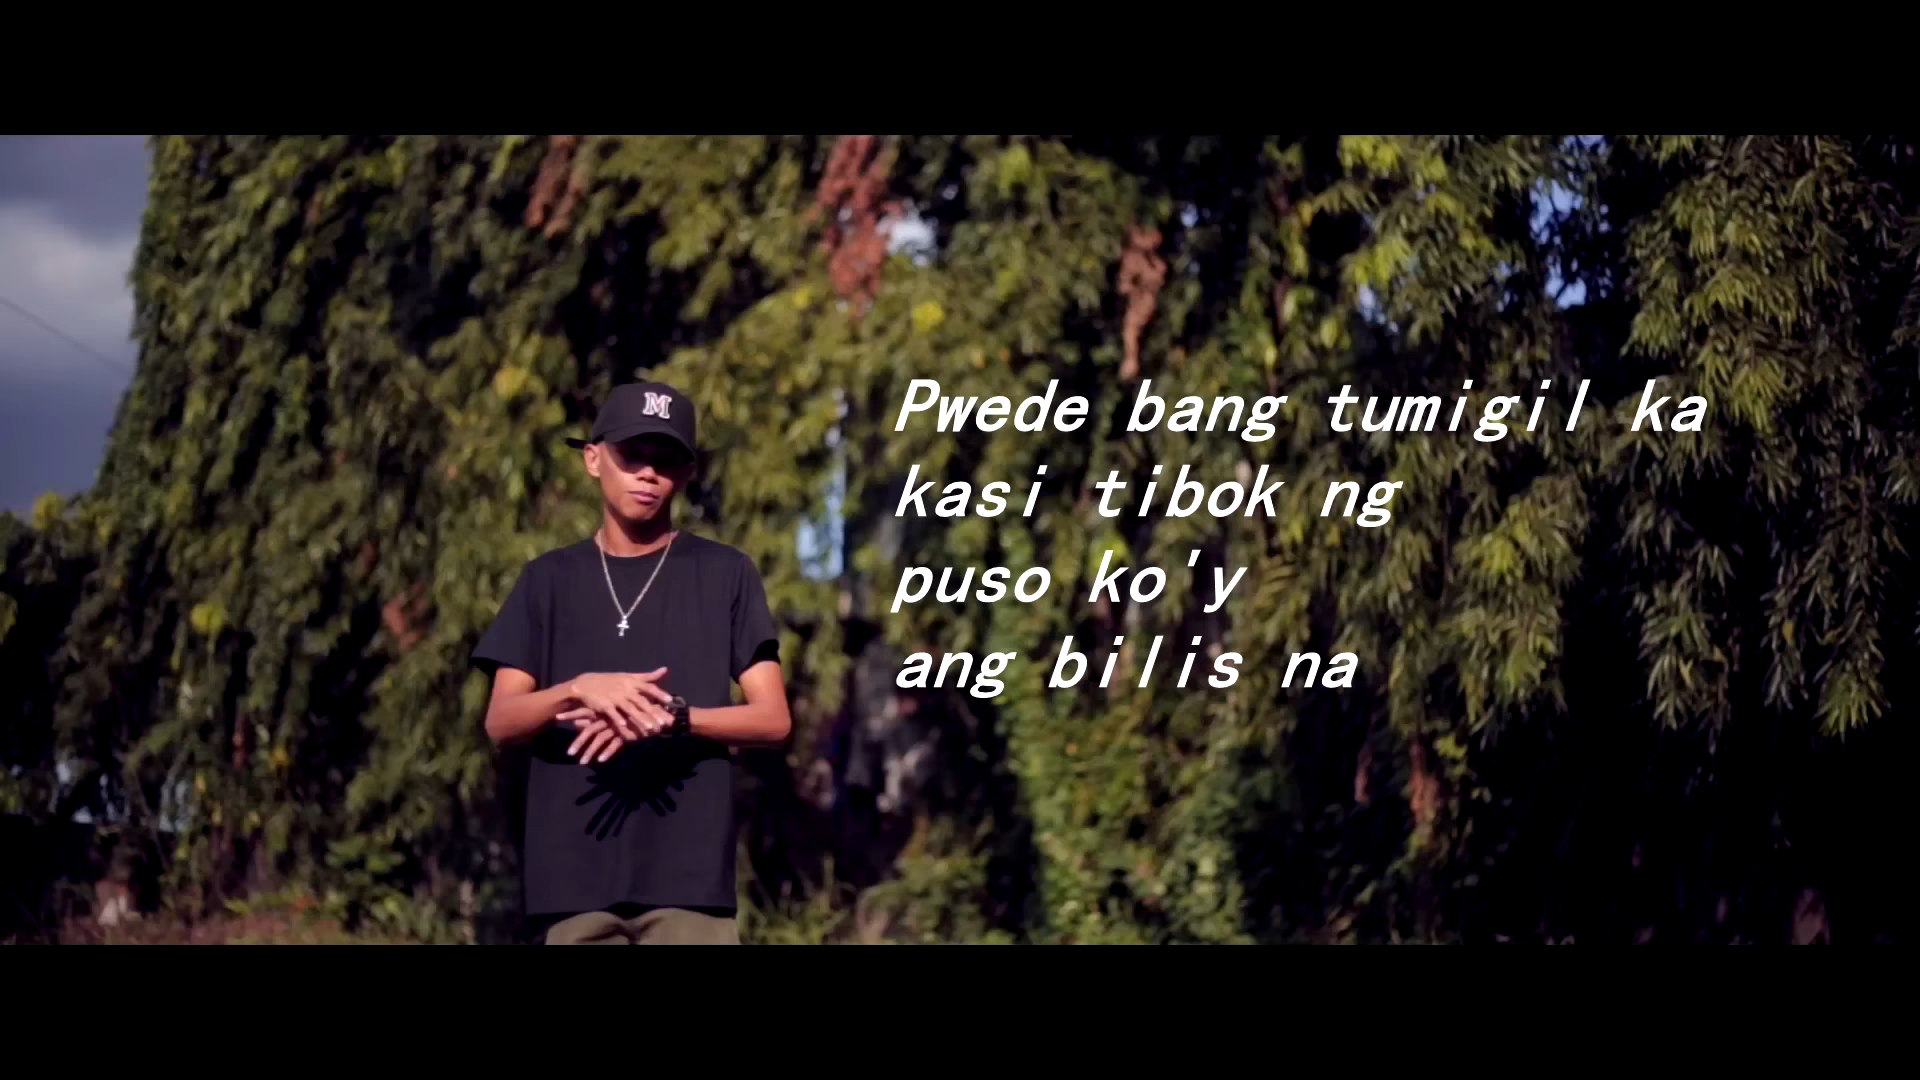 M
Pwede bang tumigil ka
kasi tibok ng
puso ko'y
ang bilis na